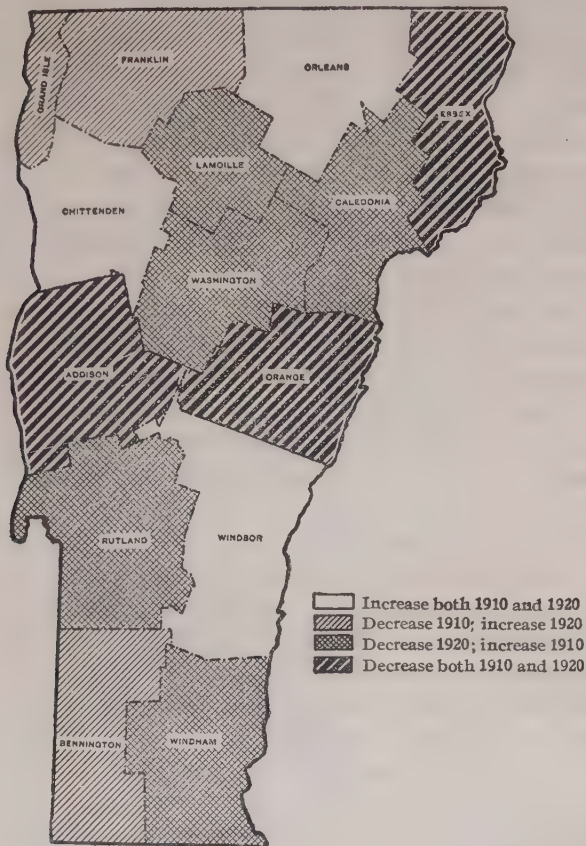 FRANKLIN
GRAND ISLE
ORLEANS
ESSEX
LAMOILLE
CALEDONIA
CHITTENDEN
WASHINGTON
ADDISON
ORANGE
RUTLAND
WINDSOR
Increase both 1910 and 1920
Decrease 1910; increase 1920
Decrease 1920; increase 1910
Decrease both 1910 and 1920
BENNINGTON
WINDHAM